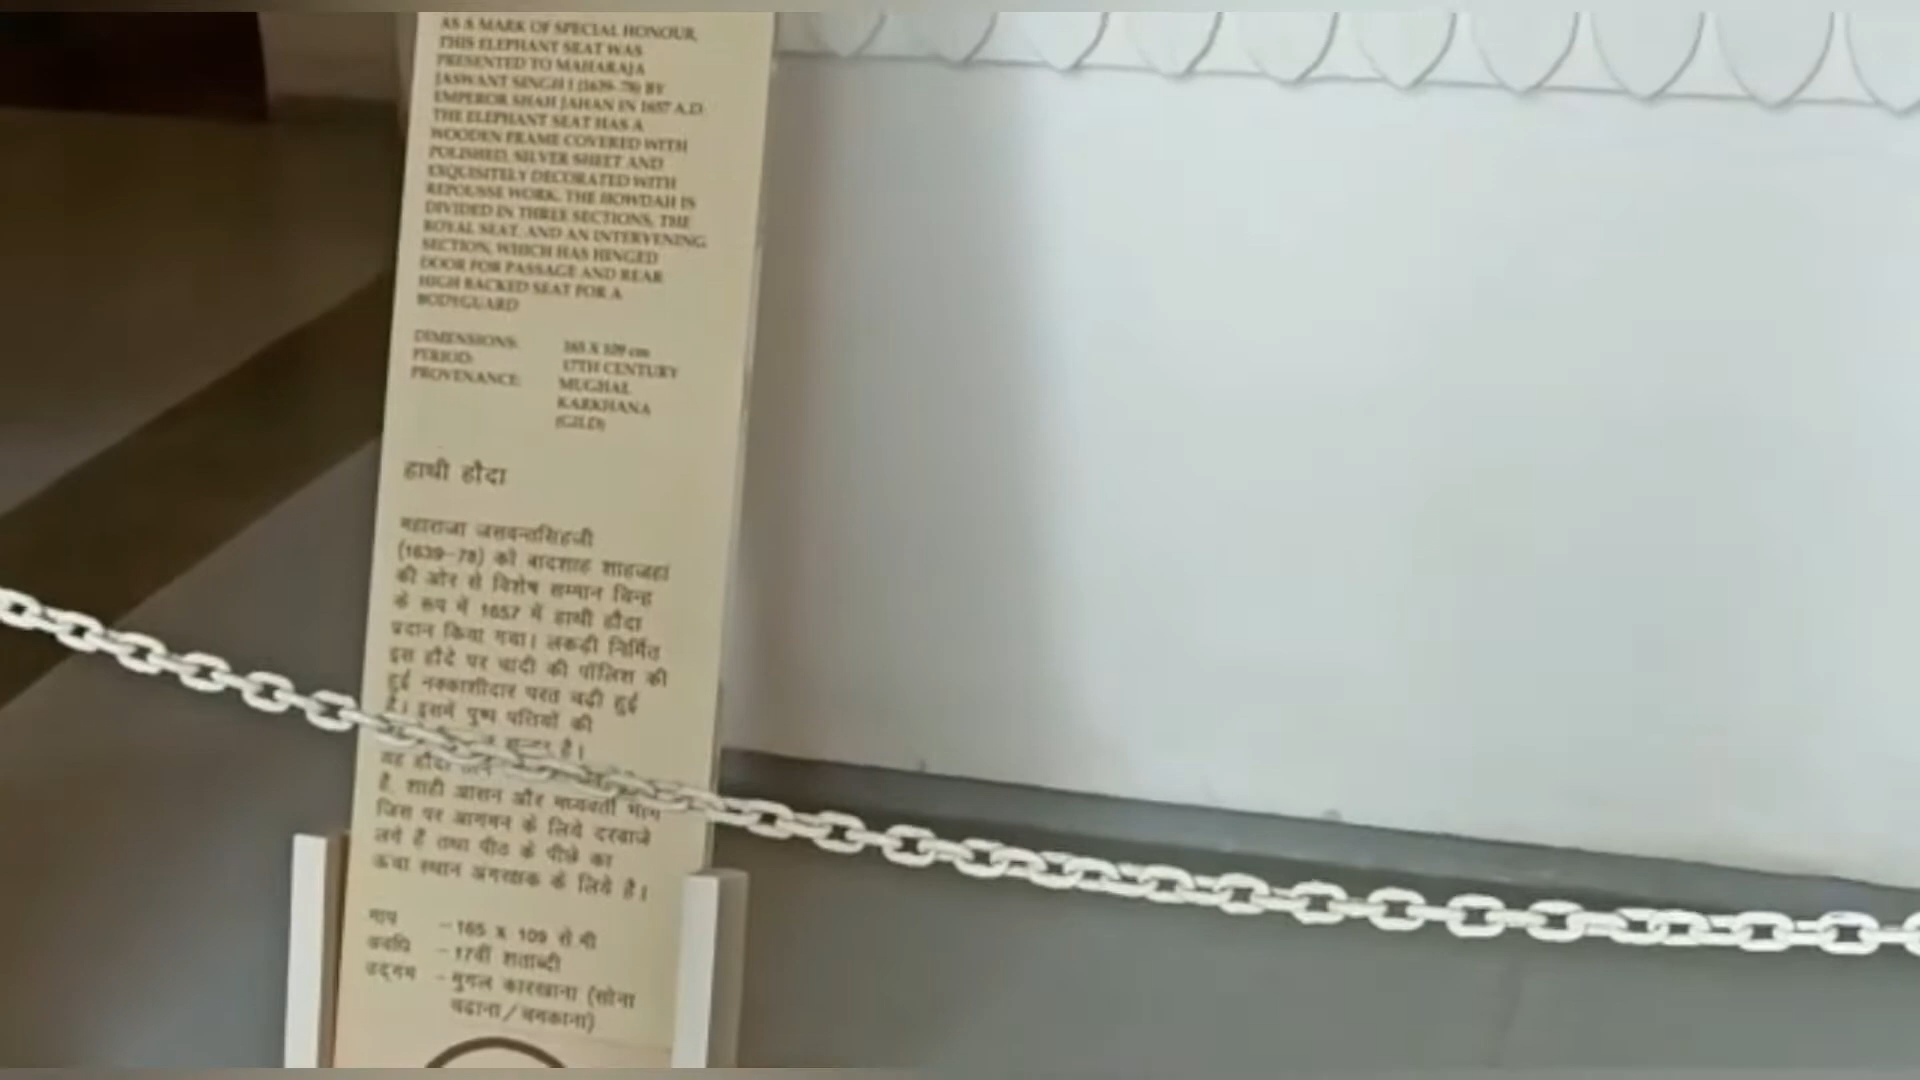 AS A MARK OF SPECIAL HONOUR,
THIS ELEPHANT SEAT WAS
PRESENTED TO MAHARAJA
JASWANT SINGH I (1639-78) BY
EMPEROR SHAH JAHAN IN 1657 A.D.
THE ELEPHANT SEAT HAS A
WOODEN FRAME COVERED WITH
POLISHED, SILVER SHEET AND
EXQUISITELY DECORATED WITH
REPOUSSE WORK. THE HOWDAH IS
DIVIDED IN THREE SECTIONS, THE
ROYAL SEAT, AND AN INTERVENING
SECTION, WHICH HAS HINGED
DOOR FOR PASSAGE AND REAR
HIGH BACKED SEAT FOR A
BODYGUARD
DIMENSIONS: 165 X 109 cm
PERIOD: 17TH CENTURY
PROVENANCE: MUGHAL
KARKHANA
(GILD)
हाथी हौदा
महाराजा जसवन्तसिंहजी
(1639-78) को बादशाह शाहजहां
की ओर से विशेष सम्मान चिन्ह
के रूप में 1657 में हाथी हौदा
प्रदान किया गया। लकड़ी निर्मित
इस हौदे पर चांदी की पॉलिश की
हुई नक्काशीदार परत चढ़ी हुई
है। इसमें पुष्प पत्तियों की
है।
यह हौदा
है, शाही आसन और मध्यवर्ती भाग
जिस पर आगमन के लिये दरवाजे
लगे हैं तथा पीठ के पीछे का
ऊंचा स्थान अंगरक्षक के लिये है।
माप - 165 x 109 से.मी
अवधि - 17वीं शताब्दी
उद्गम - मुगल कारखाना (सोना
चढ़ाना/चमकाना)